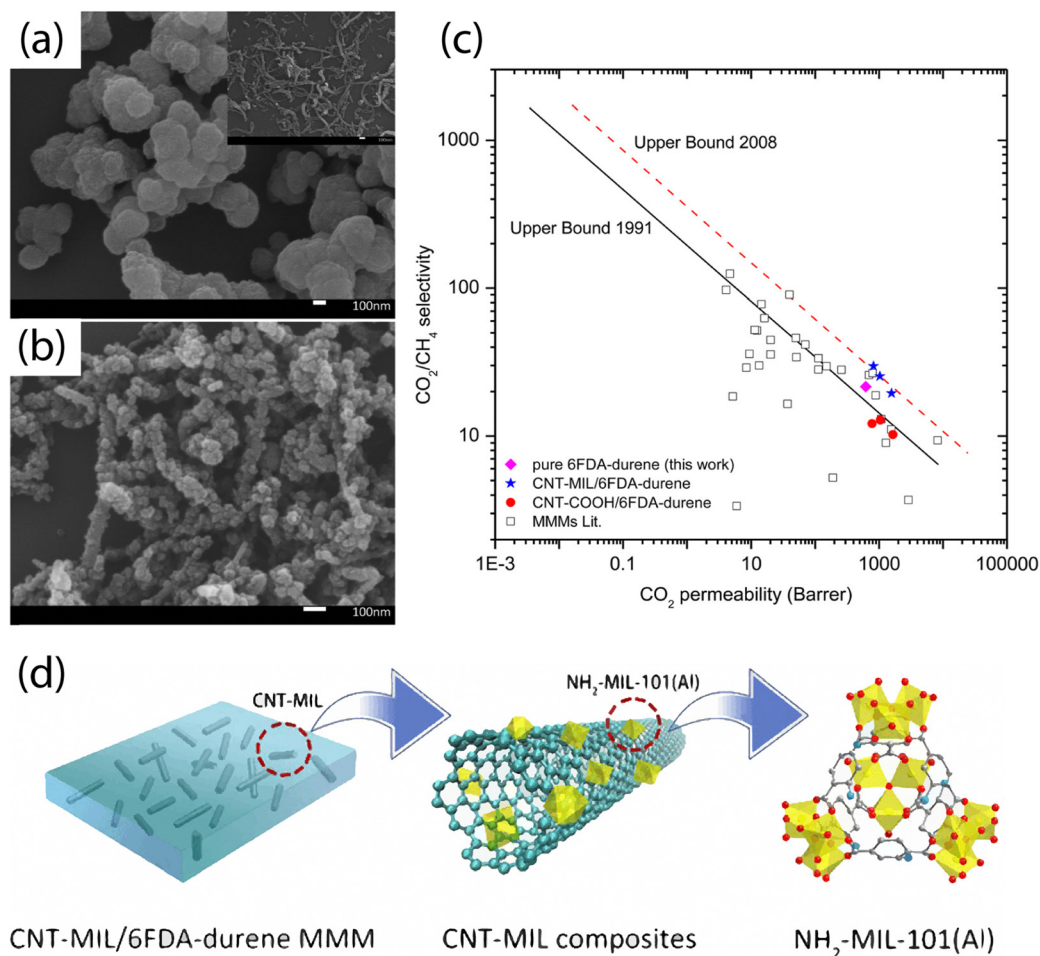 (a)
100nm
100nm
(b)
100nm
(c)
CO₂/CH₄ selectivity
1000
100
10
Upper Bound 2008
Upper Bound 1991
pure 6FDA-durene (this work)
CNT-MIL/6FDA-durene
CNT-COOH/6FDA-durene
MMMs Lit.
1E-3 0.1 10 1000 100000
CO₂ permeability (Barrer)
(d)
CNT-MIL
NH₂-MIL-101(Al)
CNT-MIL/6FDA-durene MMM
CNT-MIL composites
NH₂-MIL-101(Al)